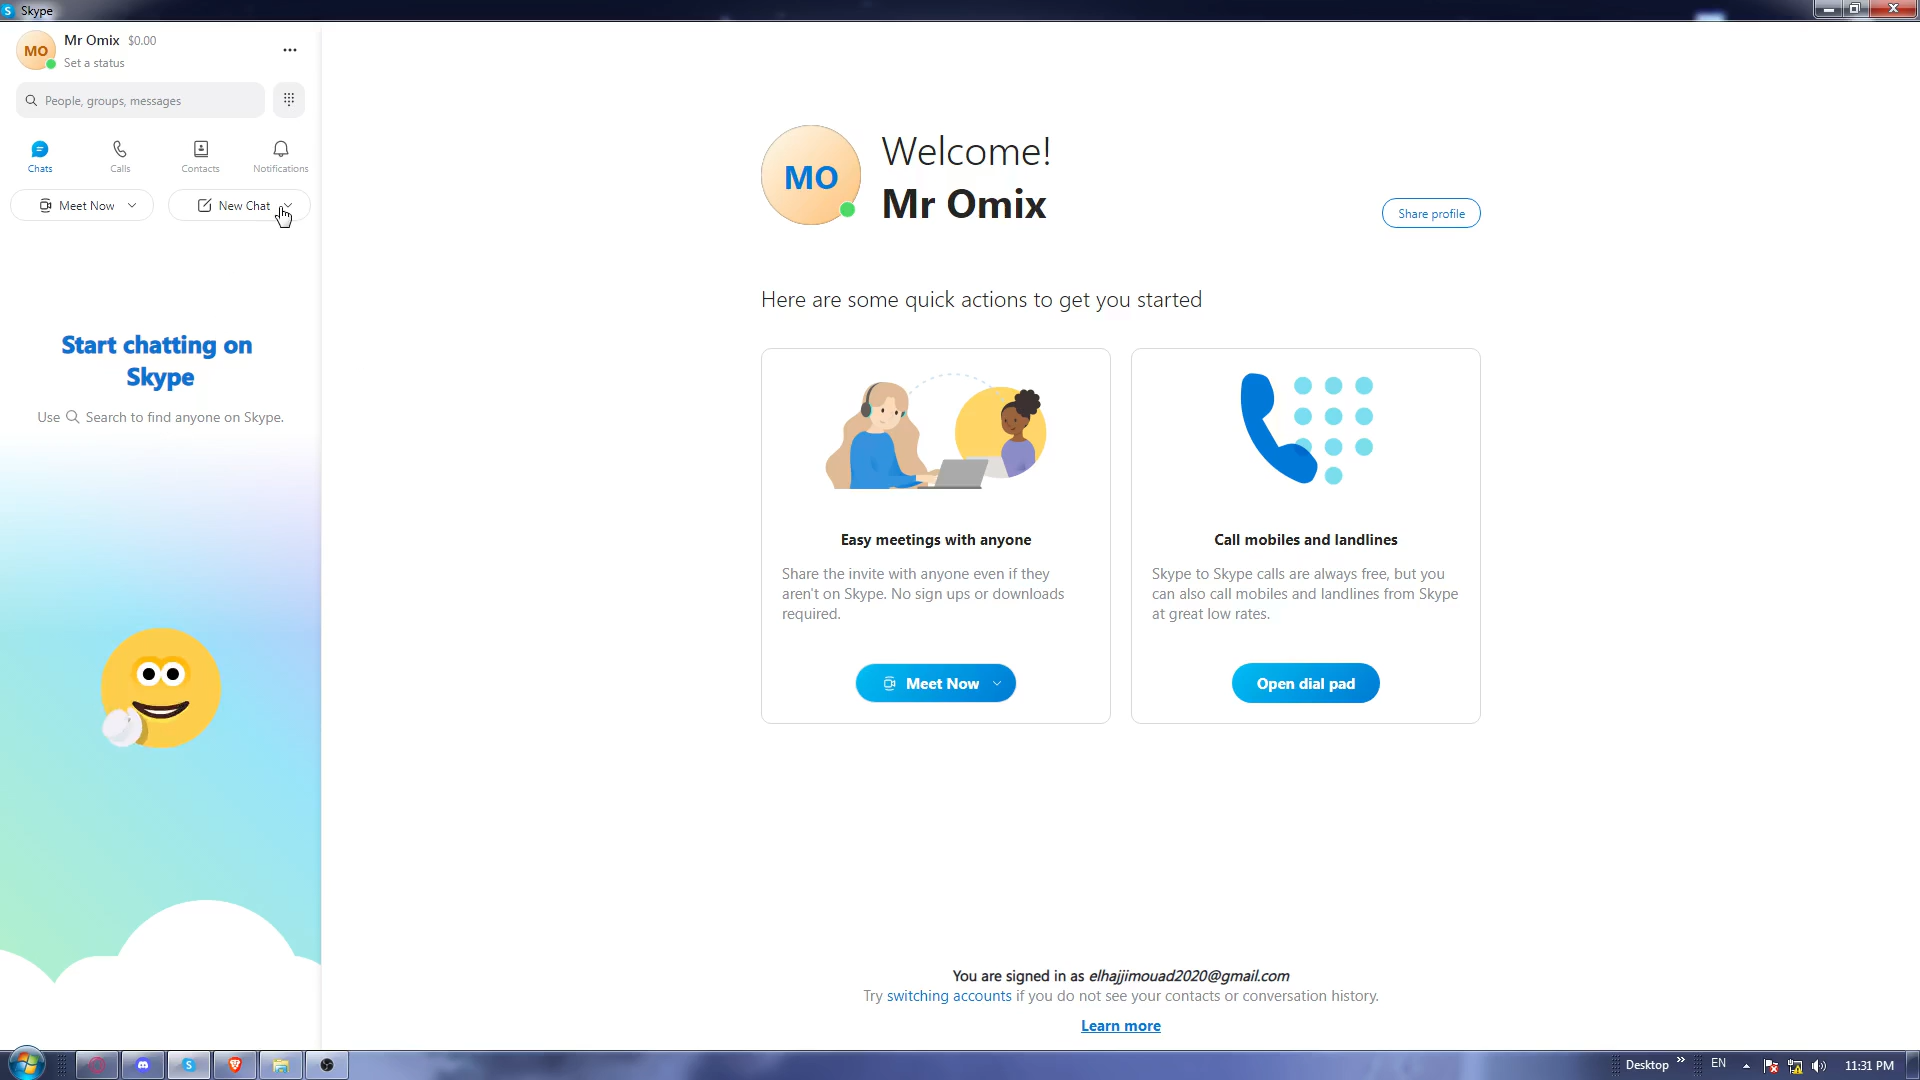 Skype
MO
Mr Omix $0.00
Set a status
People, groups, messages
Chats
Calls
Contacts
Notifications
Meet Now
New Chat
Start chatting on
Skype
Use Search to find anyone on Skype.
MO
Welcome!
Mr Omix
Share profile
Here are some quick actions to get you started
Easy meetings with anyone
Share the invite with anyone even if they
aren't on Skype. No sign ups or downloads
required.
Meet Now
Call mobiles and landlines
Skype to Skype calls are always free, but you
can also call mobiles and landlines from Skype
at great low rates.
Open dial pad
You are signed in as elhajjimouad2020@gmail.com
Try switching accounts if you do not see your contacts or conversation history.
Learn more
Desktop
EN
11:31 PM